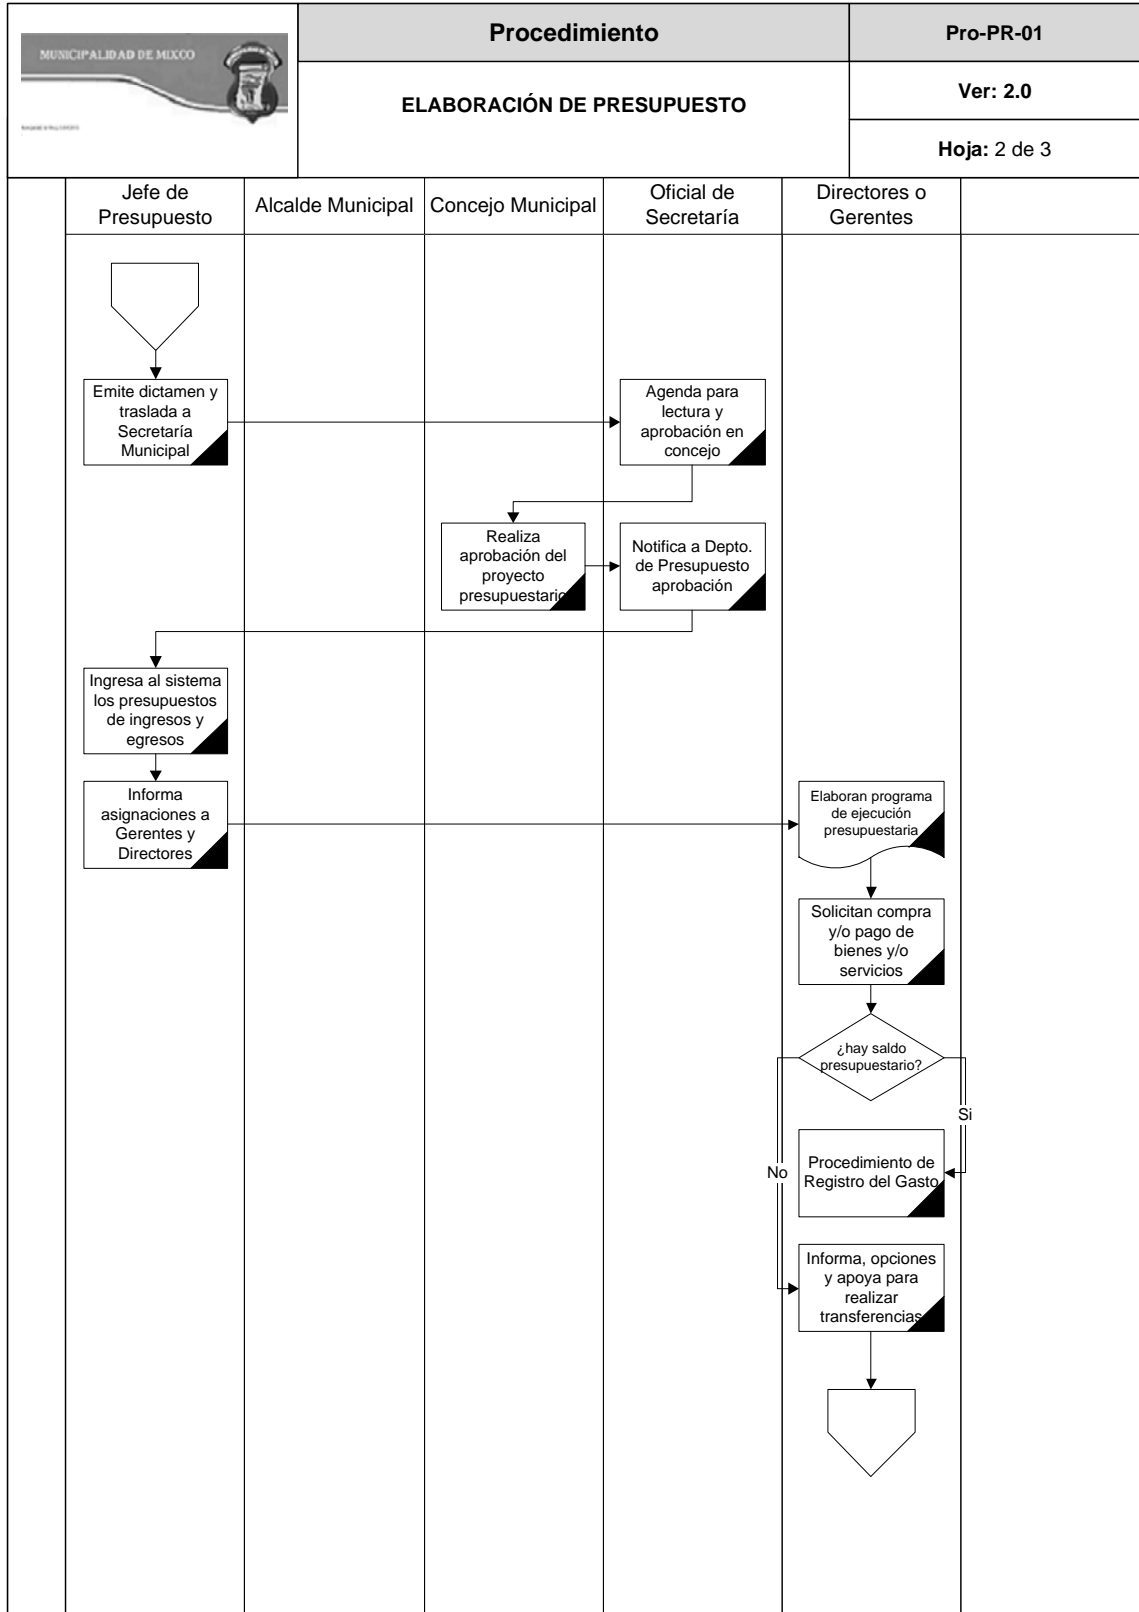 MUNICIPALIDAD DE MIXCO
Procedimiento
Pro-PR-01
ELABORACIÓN DE PRESUPUESTO
Ver: 2.0
Hoja: 2 de 3
Jefe de
Presupuesto
Alcalde Municipal
Concejo Municipal
Oficial de
Secretaría
Directores o
Gerentes
Emite dictamen y
traslada a
Secretaría
Municipal
Agenda para
lectura y
aprobación en
concejo
Realiza
aprobación del
proyecto
presupuestario
Notifica a Depto.
de Presupuesto
aprobación
Ingresa al sistema
los presupuestos
de ingresos y
egresos
Informa
asignaciones a
Gerentes y
Directores
Elaboran programa
de ejecución
presupuestaria
Solicitan compra
y/o pago de
bienes y/o
servicios
¿hay saldo
presupuestario?
Si
No
Procedimiento de
Registro del Gasto
Informa, opciones
y apoya para
realizar
transferencias